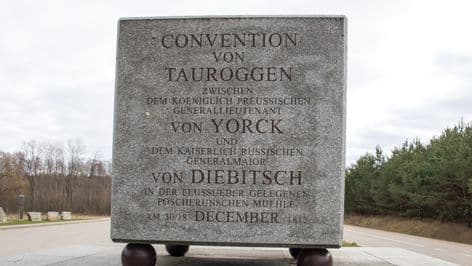 CONVENTION
VON
TAUROGGEN
ZWISCHEN
DEM KOENIGLICH PREUSSISCHEN
GENERALLIEUTENANT
VON YORCK
UND
DEM KAISERLICH RUSSISCHEN
GENERALMAIOR
VON DIEBITSCH
IN DER FLUSSUEBER GELEGENEN
POSCHERUNSCHEN MUEHLE
AM 30/18 DECEMBER 1812